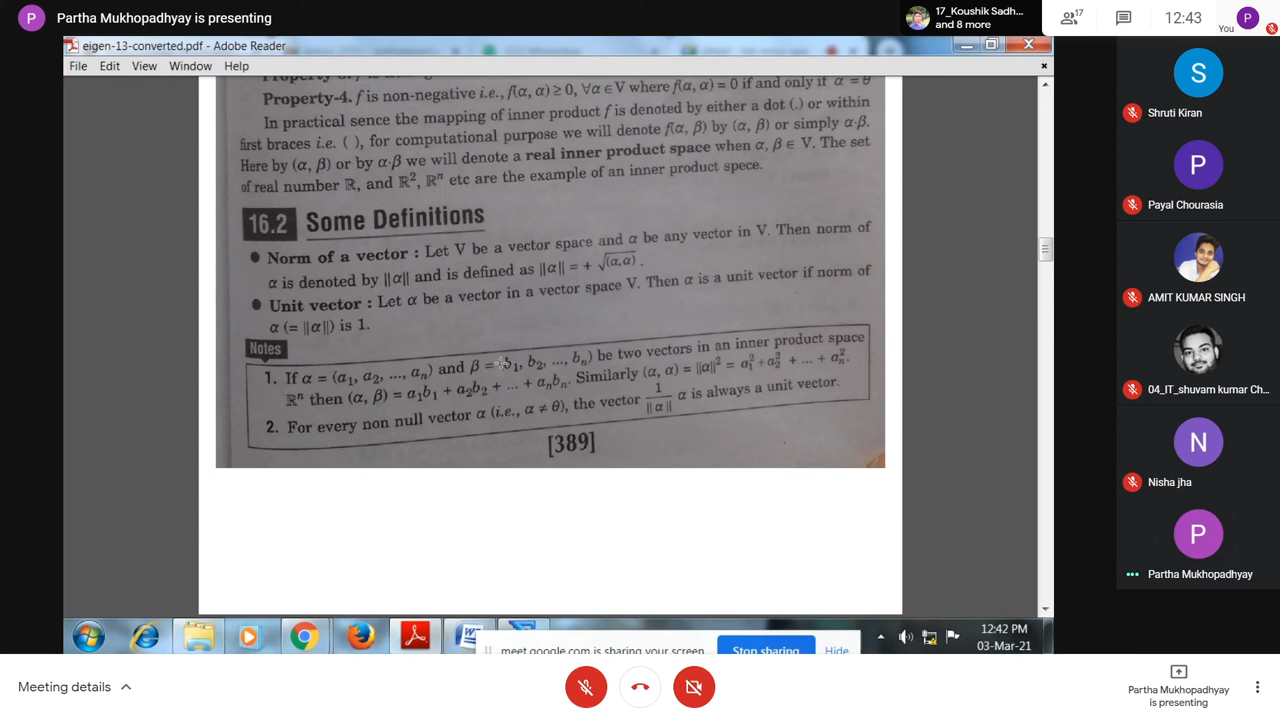 P Partha Mukhopadhyay is presenting
17_Koushik Sadh...
and 8 more
17
12:43
You
P
eigen-13-converted.pdf - Adobe Reader
File Edit View Window Help
Property-4. f is non-negative i.e., f(α, α) ≥ 0, ∀α ∈ V where f(α, α) = 0 if and only if α = θ
In practical sence the mapping of inner product f is denoted by either a dot (.) or within
first braces i.e. ( ), for computational purpose we will denote f(α, β) by (α, β) or simply α·β.
Here by (α, β) or by α·β we will denote a real inner product space when α, β ∈ V. The set
of real number ℝ, and ℝ², ℝⁿ etc are the example of an inner product spece.
16.2 Some Definitions
● Norm of a vector : Let V be a vector space and α be any vector in V. Then norm of
α is denoted by ||α|| and is defined as ||α|| = + √(α,α) .
● Unit vector : Let α be a vector in a vector space V. Then α is a unit vector if norm of
α (= ||α||) is 1.
Notes
1. If α = (a₁, a₂, ..., aₙ) and β = b₁, b₂, ..., bₙ) be two vectors in an inner product space
ℝⁿ then (α, β) = a₁b₁ + a₂b₂ + ... + aₙbₙ. Similarly (α, α) = ||α||² = a₁² + a₂² + ... + aₙ².
2. For every non null vector α (i.e., α ≠ θ), the vector 1/||α|| α is always a unit vector.
[389]
meet.google.com is sharing your screen.
Stop sharing
Hide
12:42 PM
03-Mar-21
S
Shruti Kiran
P
Payal Chourasia
AMIT KUMAR SINGH
04_IT_shuvam kumar Ch...
N
Nisha jha
P
Partha Mukhopadhyay
Meeting details
Partha Mukhopadhyay
is presenting